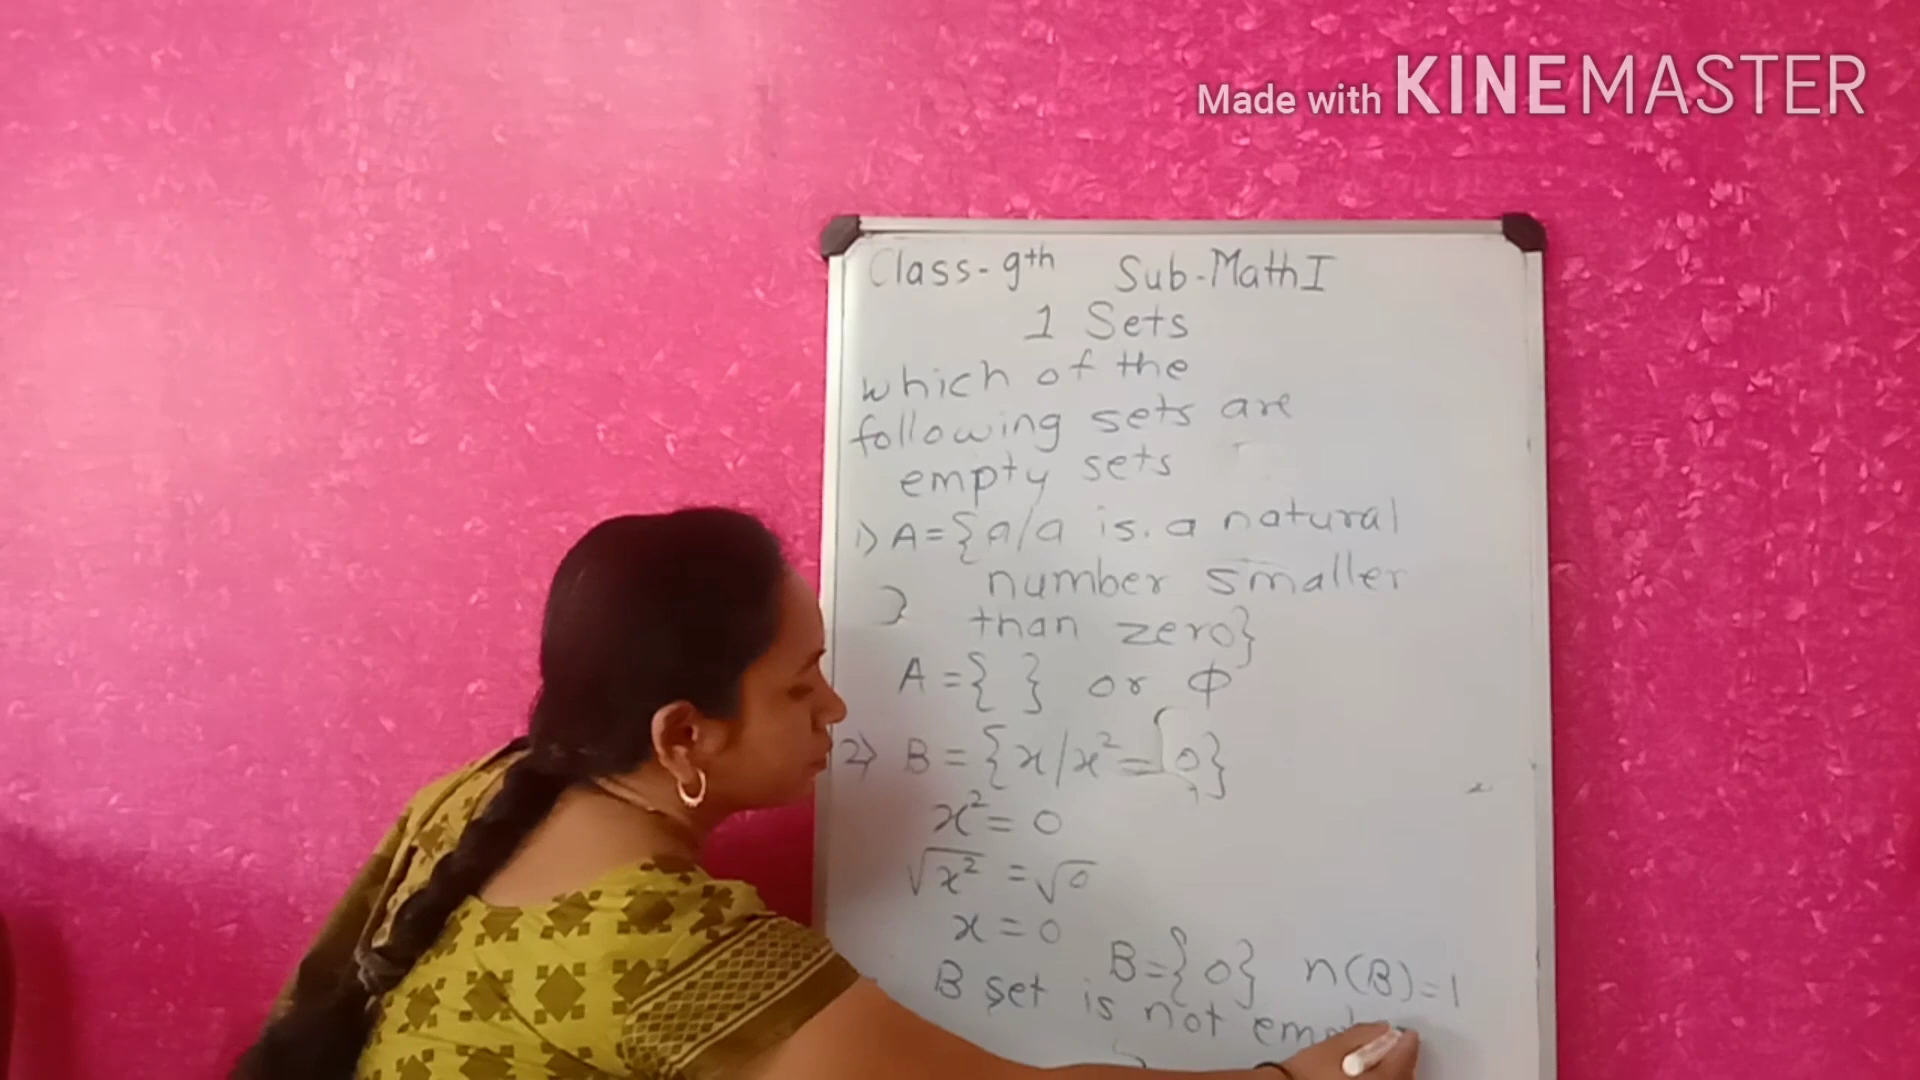 Made with KINEMASTER
Class-9th Sub-Math I
1 Sets
which of the
following sets are
empty sets
1) A={a/a is a natural
number smaller
} than zero}
A={ } or Φ
2) B={x/x²=0}
x²=0
√x² = √0
x=0
B={0} n(B)=1
B set is not